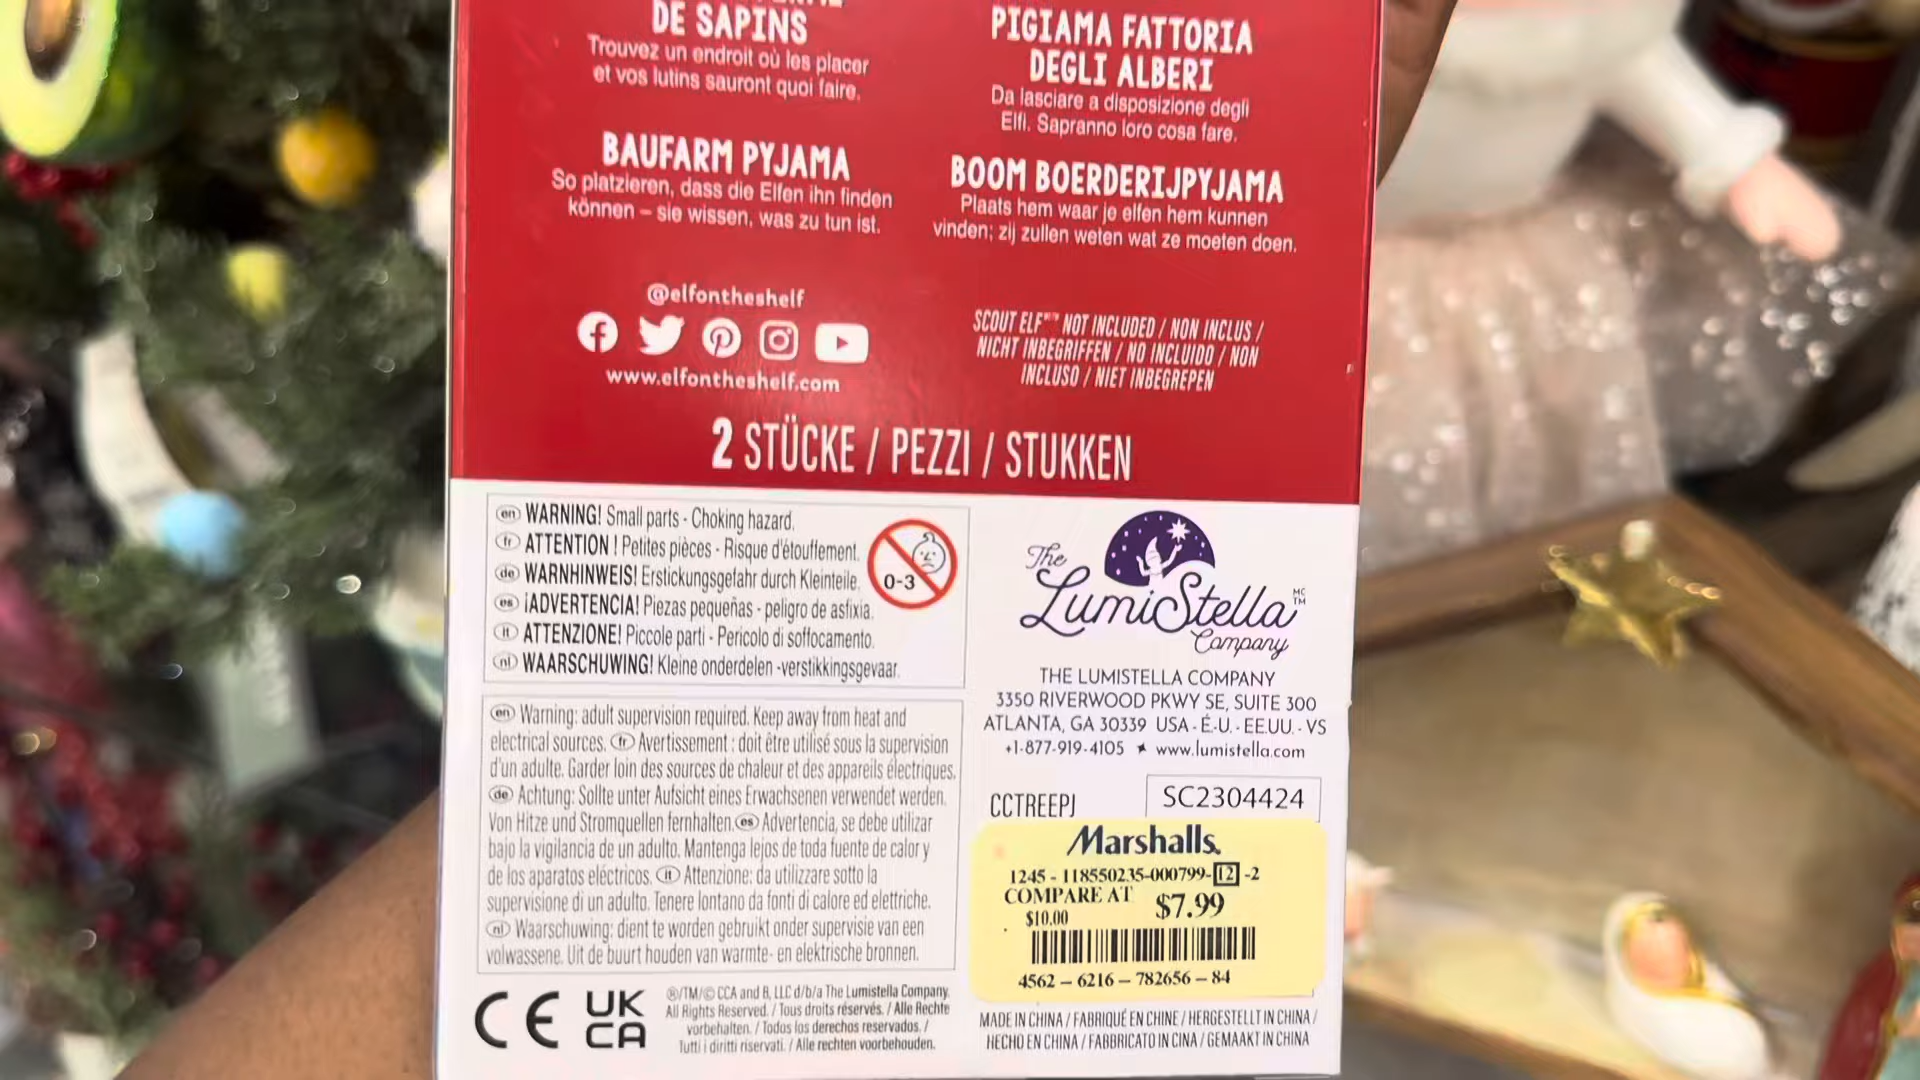 DE SAPINS
Trouvez un endroit où les placer
et vos lutins sauront quoi faire.
PIGIAMA FATTORIA
DEGLI ALBERI
Da lasciare a disposizione degli
Elfi. Sapranno loro cosa fare.
BAUFARM PYJAMA
So platzieren, dass die Elfen ihn finden
können – sie wissen, was zu tun ist.
BOOM BOERDERIJPYJAMA
Plaats hem waar je elfen hem kunnen
vinden; zij zullen weten wat ze moeten doen.
@elfontheshelf
www.elfontheshelf.com
SCOUT ELF NOT INCLUDED / NON INCLUS /
NICHT INBEGRIFFEN / NO INCLUIDO / NON
INCLUSO / NIET INBEGREPEN
2 STÜCKE / PEZZI / STUKKEN
en WARNING! Small parts - Choking hazard.
fr ATTENTION ! Petites pièces - Risque d'étouffement.
de WARNHINWEIS! Erstickungsgefahr durch Kleinteile.
es ¡ADVERTENCIA! Piezas pequeñas - peligro de asfixia.
it ATTENZIONE! Piccole parti - Pericolo di soffocamento.
nl WAARSCHUWING! Kleine onderdelen -verstikkingsgevaar.
0-3
en Warning: adult supervision required. Keep away from heat and
electrical sources. fr Avertissement : doit être utilisé sous la supervision
d'un adulte. Garder loin des sources de chaleur et des appareils électriques.
de Achtung: Sollte unter Aufsicht eines Erwachsenen verwendet werden.
Von Hitze und Stromquellen fernhalten. es Advertencia, se debe utilizar
bajo la vigilancia de un adulto. Mantenga lejos de toda fuente de calor y
de los aparatos eléctricos. it Attenzione: da utilizzare sotto la
supervisione di un adulto. Tenere lontano da fonti di calore ed elettriche.
nl Waarschuwing: dient te worden gebruikt onder supervisie van een
volwassene. Uit de buurt houden van warmte- en elektrische bronnen.
CE
UK
CA
®/TM/© CCA and B, LLC d/b/a The Lumistella Company.
All Rights Reserved. / Tous droits réservés. / Alle Rechte
vorbehalten. / Todos los derechos reservados. /
Tutti i diritti riservati. / Alle rechten voorbehouden.
The
LumiStella MC TM
Company
THE LUMISTELLA COMPANY
3350 RIVERWOOD PKWY SE, SUITE 300
ATLANTA, GA 30339 USA - É.-U. - EE.UU. - VS
+1-877-919-4105 www.lumistella.com
CCTREEPJ
SC2304424
Marshalls.
1245 - 118550235-000799-12 -2
COMPARE AT
$10.00
$7.99
4562 – 6216 – 782656 – 84
MADE IN CHINA / FABRIQUÉ EN CHINE / HERGESTELLT IN CHINA /
HECHO EN CHINA / FABBRICATO IN CINA / GEMAAKT IN CHINA